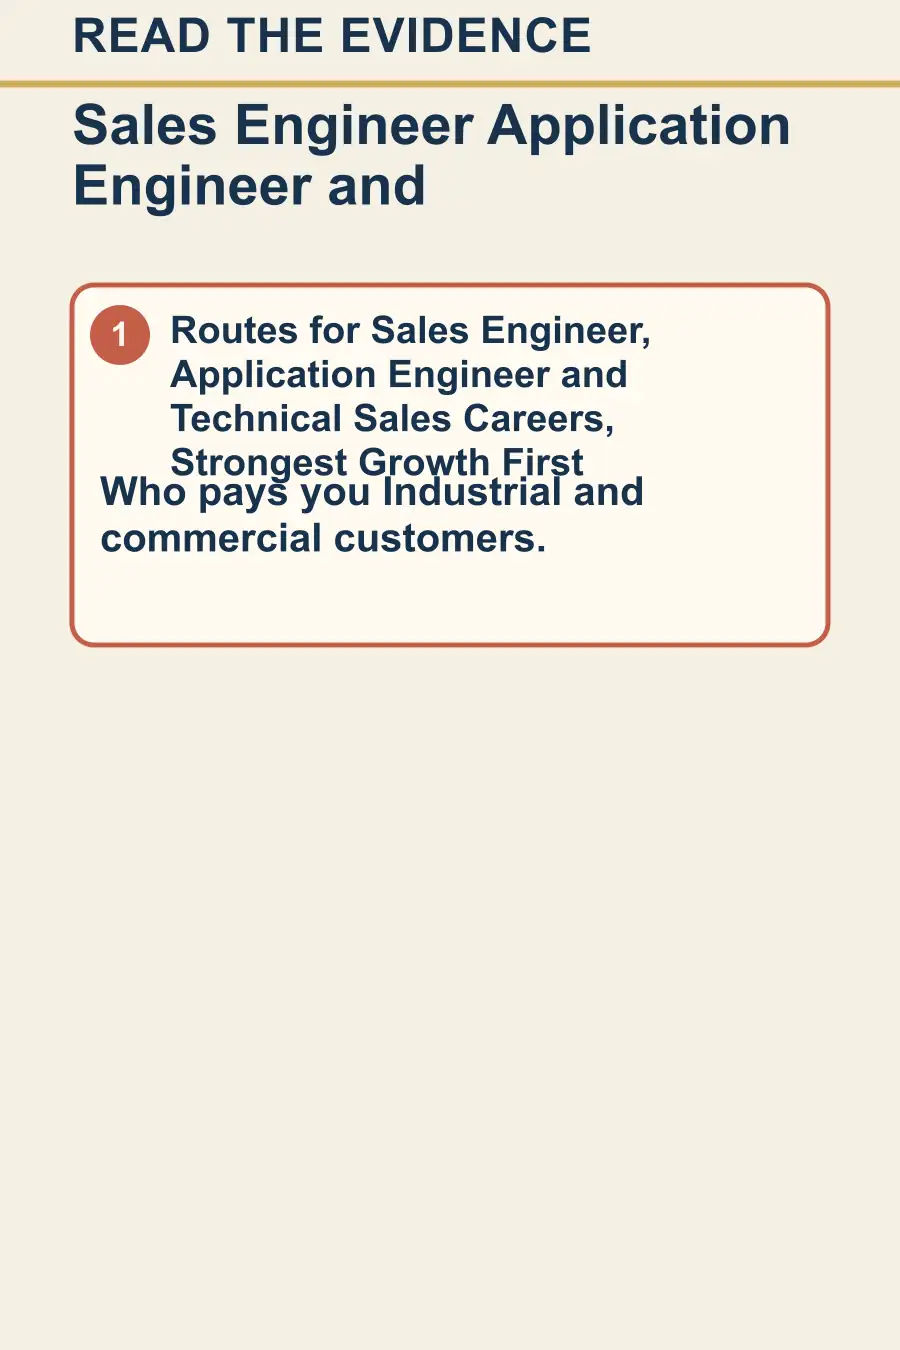 READ THE EVIDENCE
Sales Engineer Application
Engineer and
1
Routes for Sales Engineer,
Application Engineer and
Technical Sales Careers,
Strongest Growth First
Who pays you Industrial and
commercial customers.